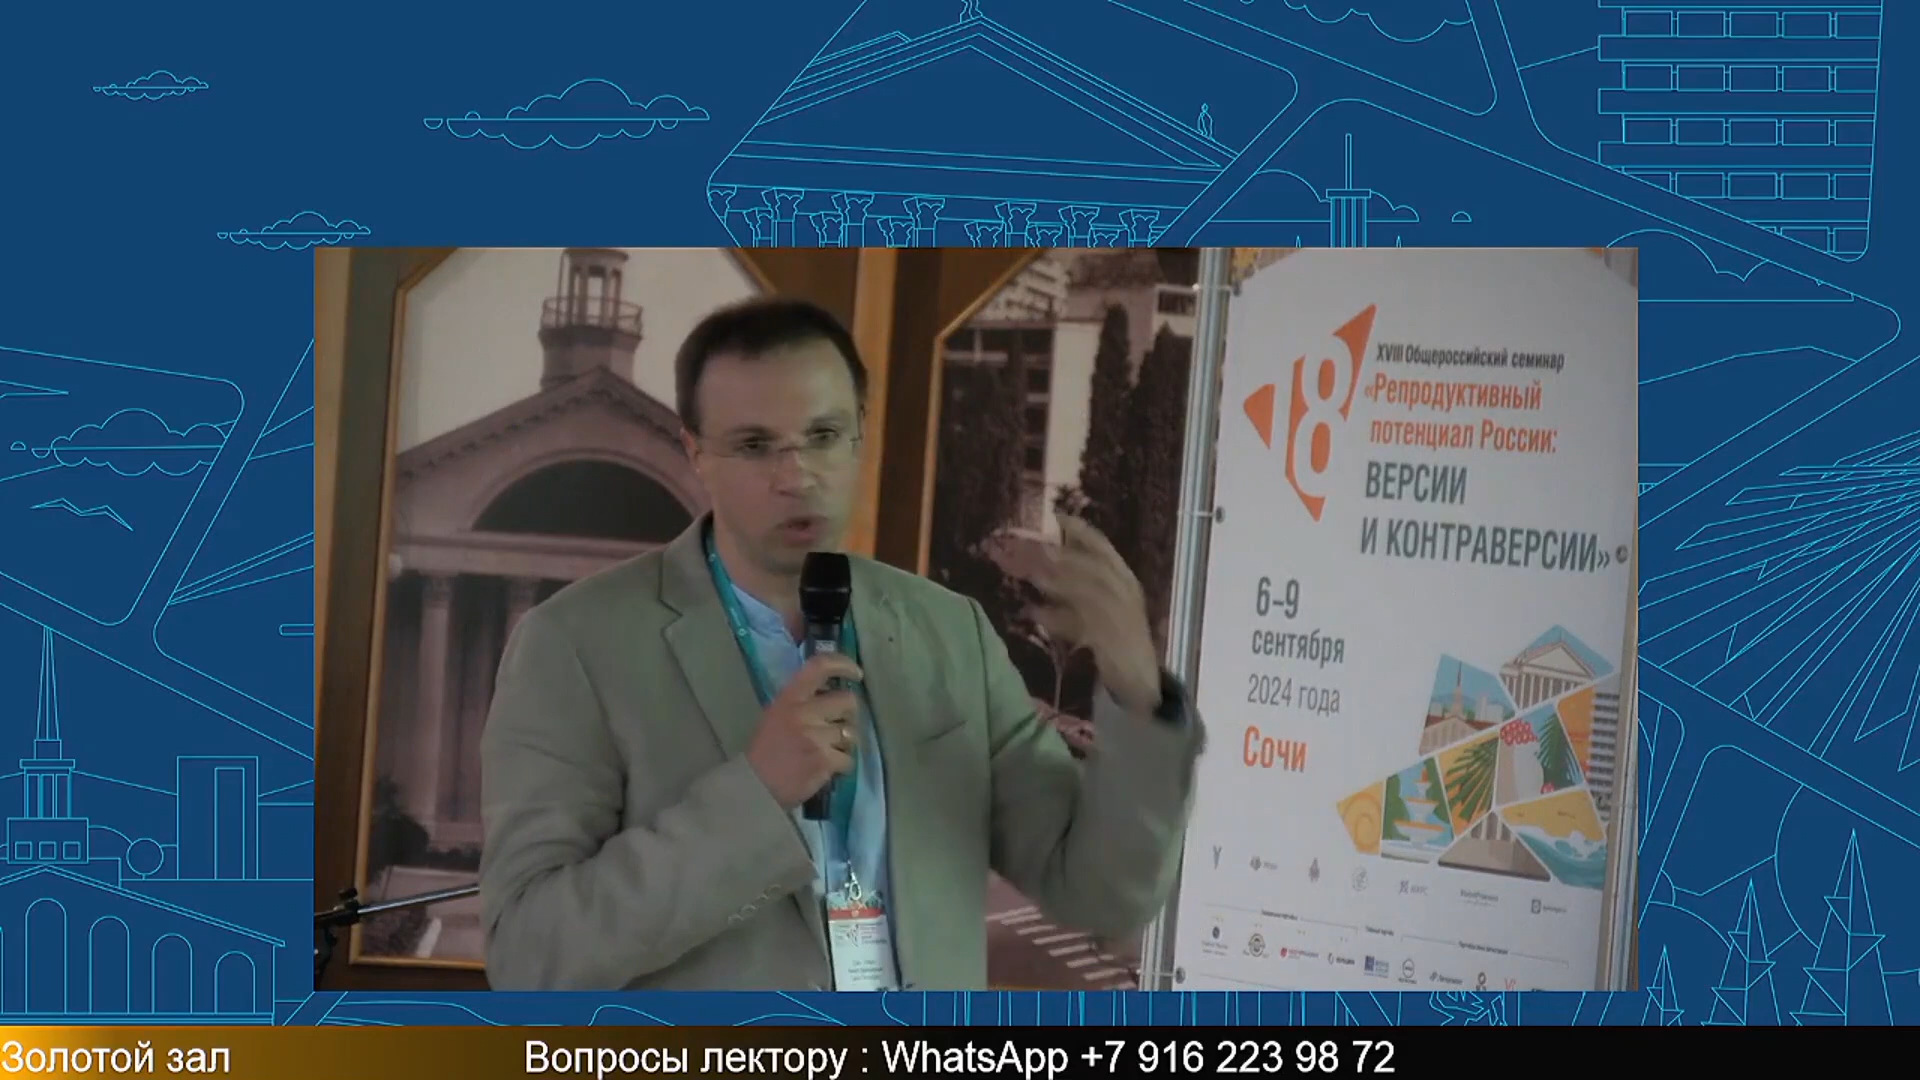 18
XVIII Общероссийский семинар
«Репродуктивный
потенциал России:
ВЕРСИИ
И КОНТРАВЕРСИИ»
6–9
сентября
2024 года
Сочи
Золотой зал
Вопросы лектору : WhatsApp +7 916 223 98 72